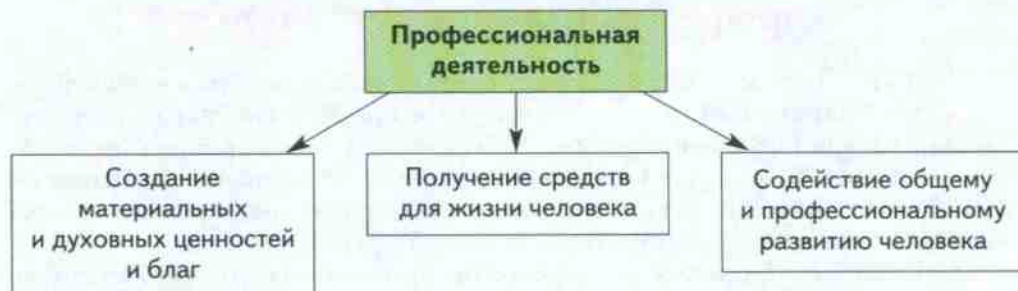 Профессиональная
деятельность
Создание
материальных
и духовных ценностей
и благ
Получение средств
для жизни человека
Содействие общему
и профессиональному
развитию человека